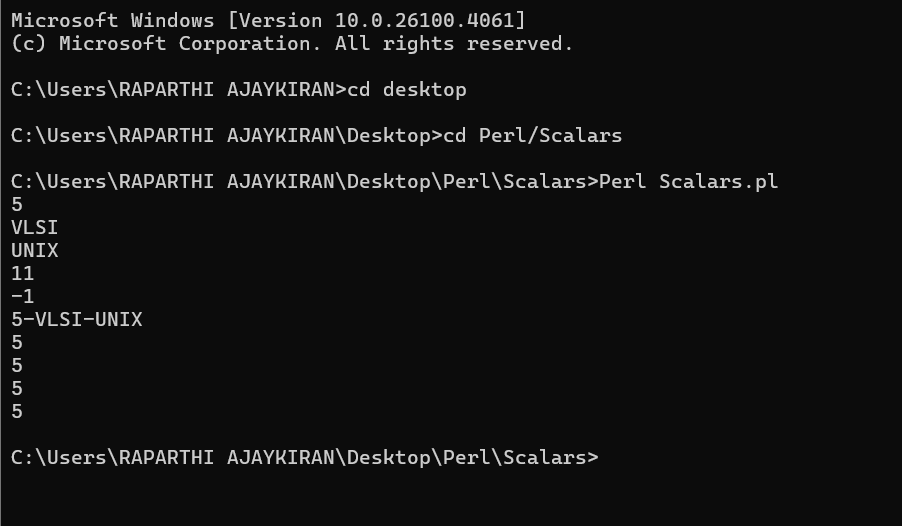 Microsoft Windows [Version 10.0.26100.4061]
(c) Microsoft Corporation. All rights reserved.
C:\Users\RAPARTHI AJAYKIRAN>cd desktop
C:\Users\RAPARTHI AJAYKIRAN\Desktop>cd Perl/Scalars
C:\Users\RAPARTHI AJAYKIRAN\Desktop\Perl\Scalars>Perl Scalars.pl
5
VLSI
UNIX
11
-1
5-VLSI-UNIX
5
5
5
5
C:\Users\RAPARTHI AJAYKIRAN\Desktop\Perl\Scalars>